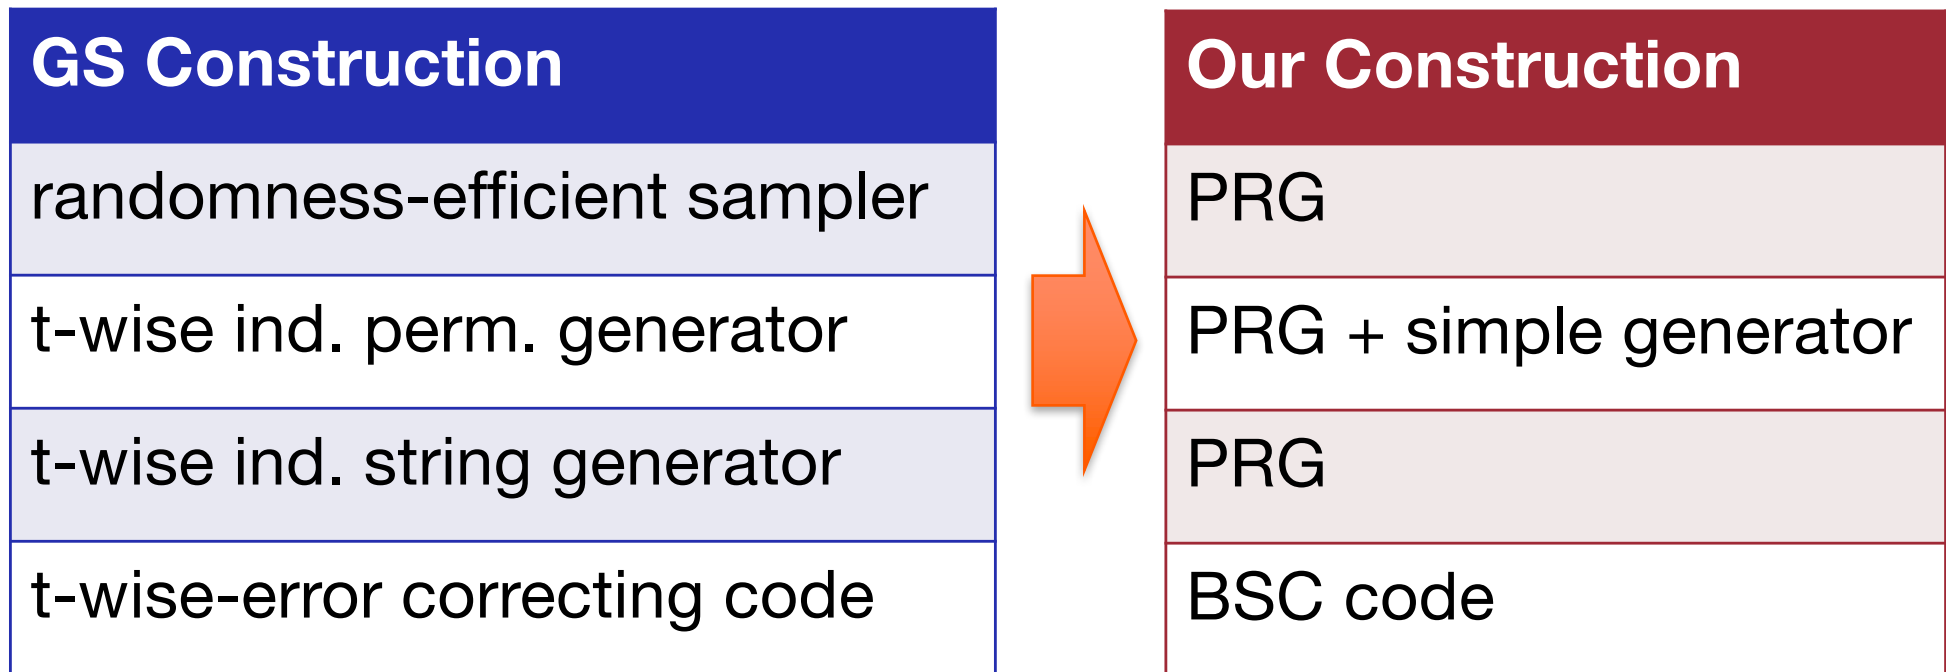 GS Construction
randomness-efficient sampler
t-wise ind. perm. generator
t-wise ind. string generator
t-wise-error correcting code
Our Construction
PRG
PRG + simple generator
PRG
BSC code